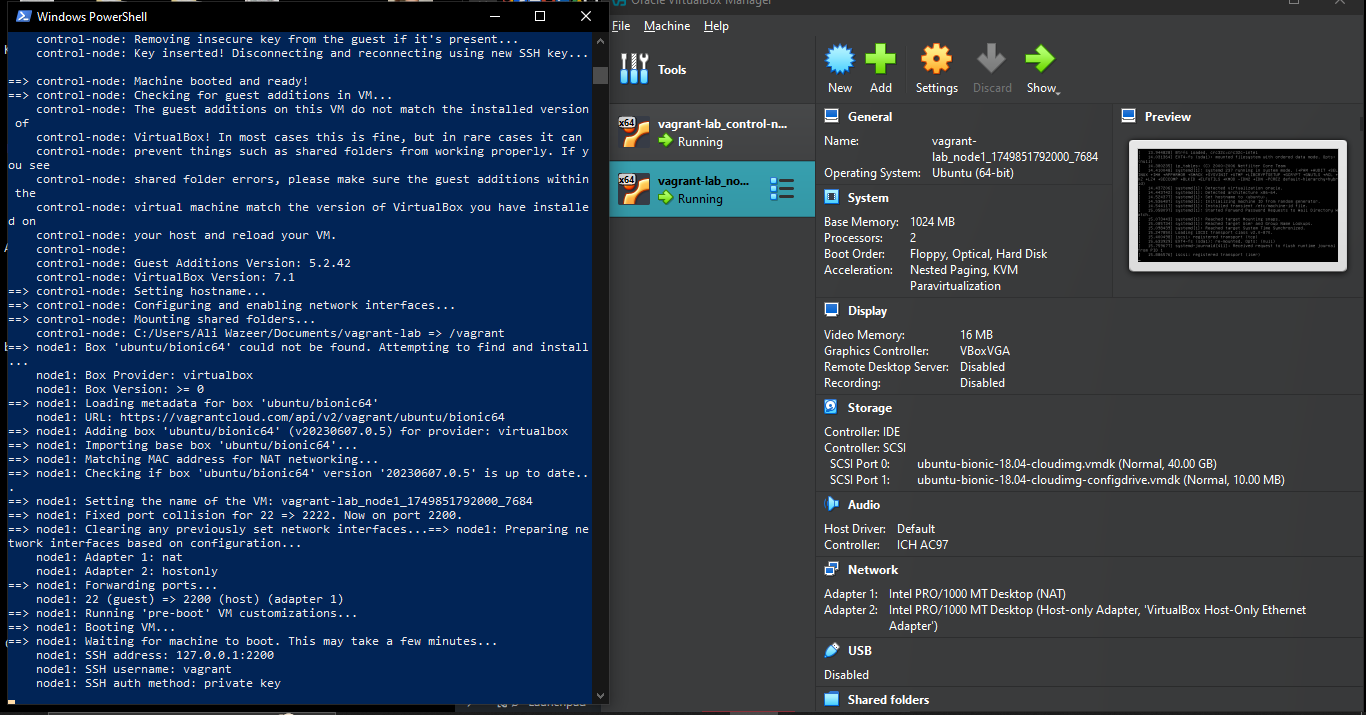 Windows PowerShell
control-node: Removing insecure key from the guest if it's present...
control-node: Key inserted! Disconnecting and reconnecting using new SSH key...
==> control-node: Machine booted and ready!
==> control-node: Checking for guest additions in VM...
control-node: The guest additions on this VM do not match the installed version
of
control-node: VirtualBox! In most cases this is fine, but in rare cases it can
control-node: prevent things such as shared folders from working properly. If y
ou see
control-node: shared folder errors, please make sure the guest additions within
the
control-node: virtual machine match the version of VirtualBox you have installe
d on
control-node: your host and reload your VM.
control-node:
control-node: Guest Additions Version: 5.2.42
control-node: VirtualBox Version: 7.1
==> control-node: Setting hostname...
==> control-node: Configuring and enabling network interfaces...
==> control-node: Mounting shared folders...
control-node: C:/Users/Ali Wazeer/Documents/vagrant-lab => /vagrant
==> node1: Box 'ubuntu/bionic64' could not be found. Attempting to find and install
...
node1: Box Provider: virtualbox
node1: Box Version: >= 0
==> node1: Loading metadata for box 'ubuntu/bionic64'
node1: URL: https://vagrantcloud.com/api/v2/vagrant/ubuntu/bionic64
==> node1: Adding box 'ubuntu/bionic64' (v20230607.0.5) for provider: virtualbox
==> node1: Importing base box 'ubuntu/bionic64'...
==> node1: Matching MAC address for NAT networking...
==> node1: Checking if box 'ubuntu/bionic64' version '20230607.0.5' is up to date..
.
==> node1: Setting the name of the VM: vagrant-lab_node1_1749851792000_7684
==> node1: Fixed port collision for 22 => 2222. Now on port 2200.
==> node1: Clearing any previously set network interfaces...==> node1: Preparing ne
twork interfaces based on configuration...
node1: Adapter 1: nat
node1: Adapter 2: hostonly
==> node1: Forwarding ports...
node1: 22 (guest) => 2200 (host) (adapter 1)
==> node1: Running 'pre-boot' VM customizations...
==> node1: Booting VM...
==> node1: Waiting for machine to boot. This may take a few minutes...
node1: SSH address: 127.0.0.1:2200
node1: SSH username: vagrant
node1: SSH auth method: private key
Oracle VirtualBox Manager
File Machine Help
Tools
x64
vagrant-lab_control-n...
Running
x64
vagrant-lab_no...
Running
New Add Settings Discard Show
General
Name: vagrant-
lab_node1_1749851792000_7684
Operating System: Ubuntu (64-bit)
System
Base Memory: 1024 MB
Processors: 2
Boot Order: Floppy, Optical, Hard Disk
Acceleration: Nested Paging, KVM
Paravirtualization
Preview
Display
Video Memory: 16 MB
Graphics Controller: VBoxVGA
Remote Desktop Server: Disabled
Recording: Disabled
Storage
Controller: IDE
Controller: SCSI
SCSI Port 0: ubuntu-bionic-18.04-cloudimg.vmdk (Normal, 40.00 GB)
SCSI Port 1: ubuntu-bionic-18.04-cloudimg-configdrive.vmdk (Normal, 10.00 MB)
Audio
Host Driver: Default
Controller: ICH AC97
Network
Adapter 1: Intel PRO/1000 MT Desktop (NAT)
Adapter 2: Intel PRO/1000 MT Desktop (Host-only Adapter, 'VirtualBox Host-Only Ethernet
Adapter')
USB
Disabled
Shared folders